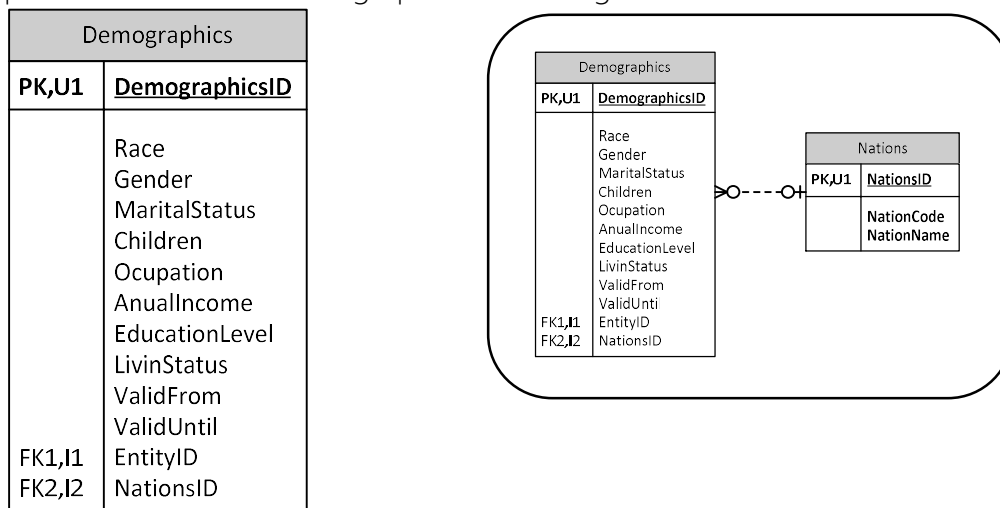 Demographics
PK,U1 DemographicsID
Race
Gender
MaritalStatus
Children
Ocupation
AnualIncome
EducationLevel
LivinStatus
ValidFrom
ValidUntil
FK1,I1 EntityID
FK2,I2 NationsID
Demographics
PK,U1 DemographicsID
Race
Gender
MaritalStatus
Children
Ocupation
AnualIncome
EducationLevel
LivinStatus
ValidFrom
ValidUntil
FK1,I1 EntityID
FK2,I2 NationsID
Nations
PK,U1 NationsID
NationCode
NationName